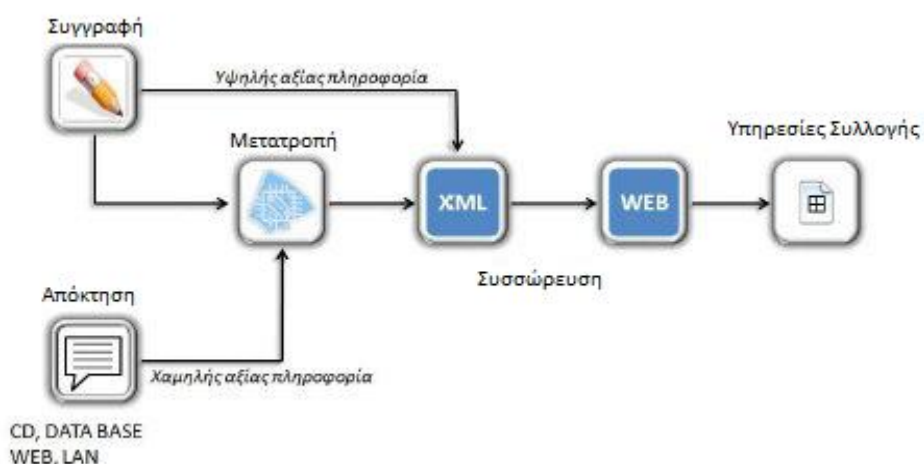 Συγγραφή
Υψηλής αξίας πληροφορία
Μετατροπή
Υπηρεσίες Συλλογής
XML
WEB
Συσσώρευση
Απόκτηση
Χαμηλής αξίας πληροφορία
CD, DATA BASE
WEB, LAN